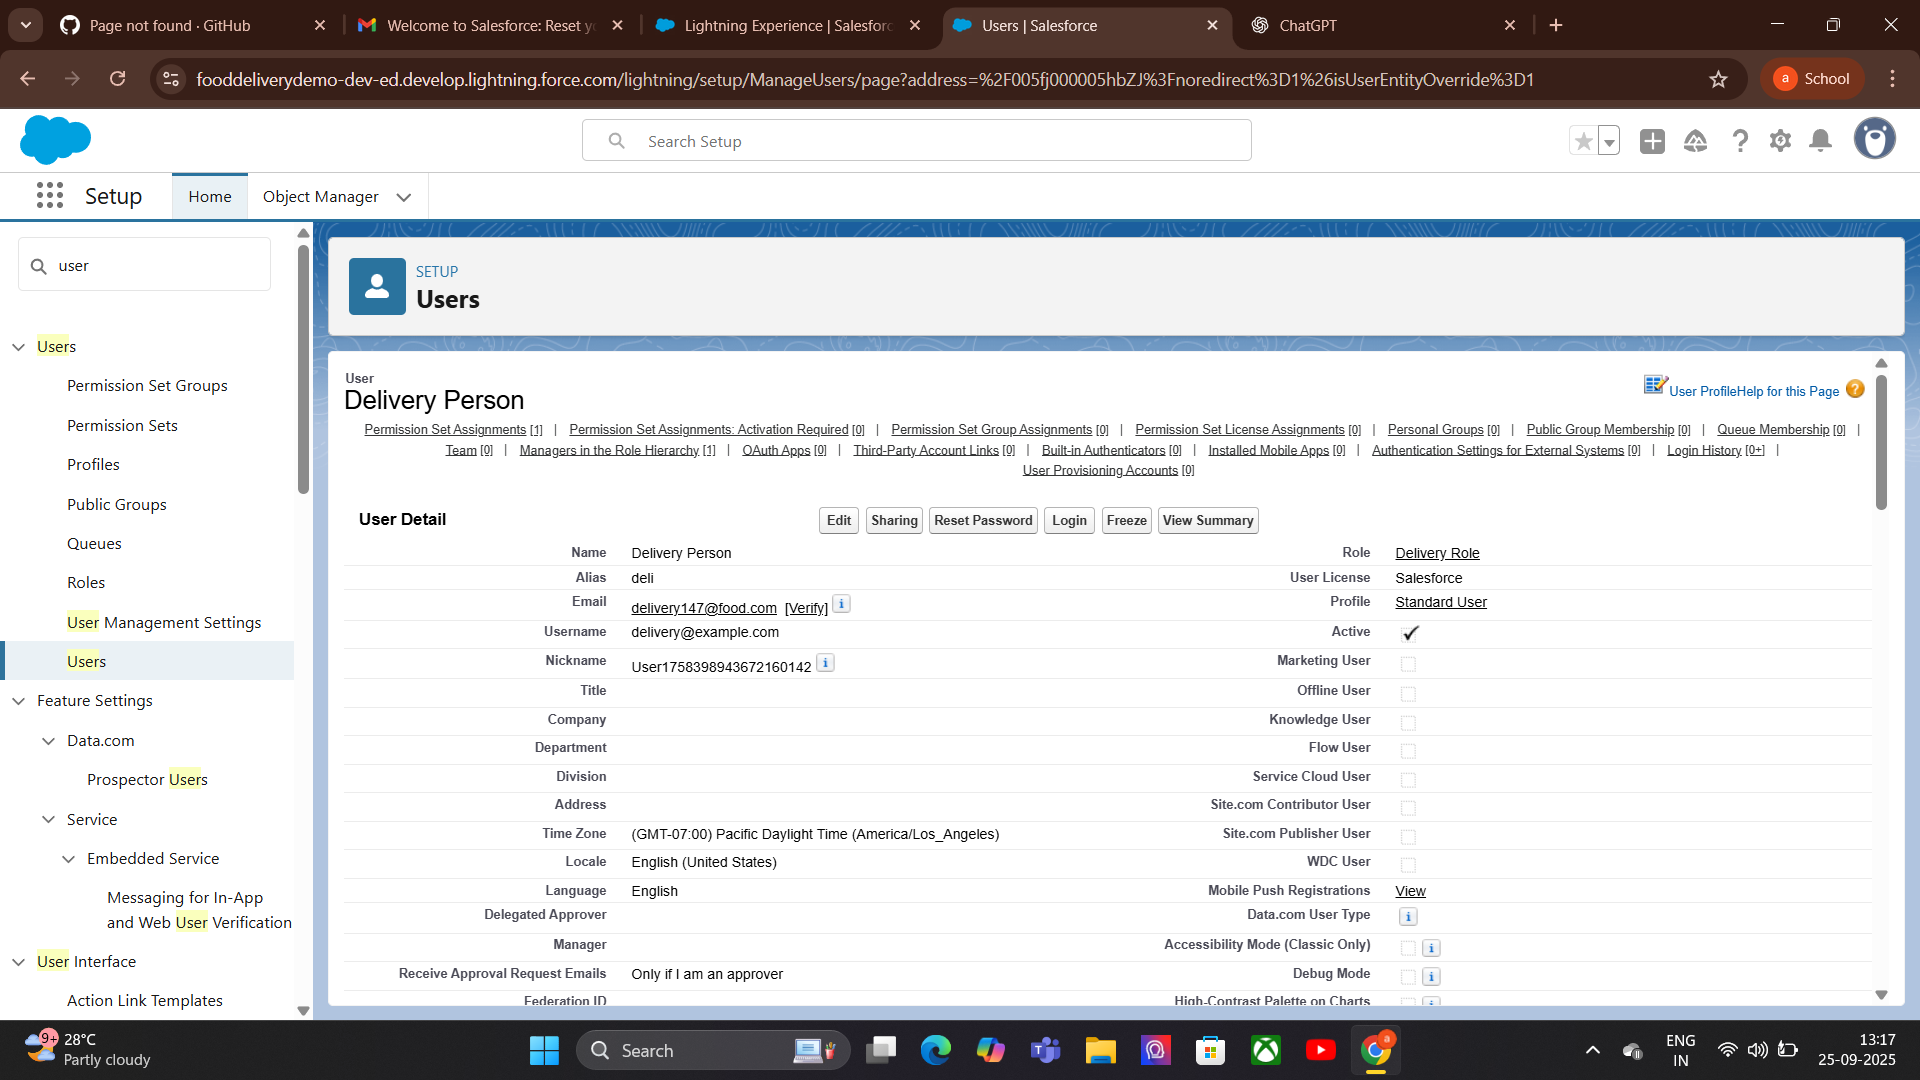 Page not found · GitHub
Welcome to Salesforce: Reset yo
Lightning Experience | Salesforc
Users | Salesforce
ChatGPT
fooddeliverydemo-dev-ed.develop.lightning.force.com/lightning/setup/ManageUsers/page?address=%2F005fj000005hbZJ%3Fnoredirect%3D1%26isUserEntityOverride%3D1
a School
Search Setup
Setup
Home
Object Manager
user
Users
Permission Set Groups
Permission Sets
Profiles
Public Groups
Queues
Roles
User Management Settings
Users
Feature Settings
Data.com
Prospector Users
Service
Embedded Service
Messaging for In-App
and Web User Verification
User Interface
Action Link Templates
SETUP
Users
User
Delivery Person
User Profile Help for this Page ?
Permission Set Assignments [1] | Permission Set Assignments: Activation Required [0] | Permission Set Group Assignments [0] | Permission Set License Assignments [0] | Personal Groups [0] | Public Group Membership [0] | Queue Membership [0] |
Team [0] | Managers in the Role Hierarchy [1] | OAuth Apps [0] | Third-Party Account Links [0] | Built-in Authenticators [0] | Installed Mobile Apps [0] | Authentication Settings for External Systems [0] | Login History [0+] |
User Provisioning Accounts [0]
User Detail
Edit Sharing Reset Password Login Freeze View Summary
Name Delivery Person Role Delivery Role
Alias deli User License Salesforce
Email delivery147@food.com [Verify] i Profile Standard User
Username delivery@example.com Active ✓
Nickname User1758398943672160142 i Marketing User
Title Offline User
Company Knowledge User
Department Flow User
Division Service Cloud User
Address Site.com Contributor User
Time Zone (GMT-07:00) Pacific Daylight Time (America/Los_Angeles) Site.com Publisher User
Locale English (United States) WDC User
Language English Mobile Push Registrations View
Delegated Approver Data.com User Type i
Manager Accessibility Mode (Classic Only) i
Receive Approval Request Emails Only if I am an approver Debug Mode i
Federation ID High-Contrast Palette on Charts i
9+
28°C
Partly cloudy
Search
a
ENG
IN
13:17
25-09-2025